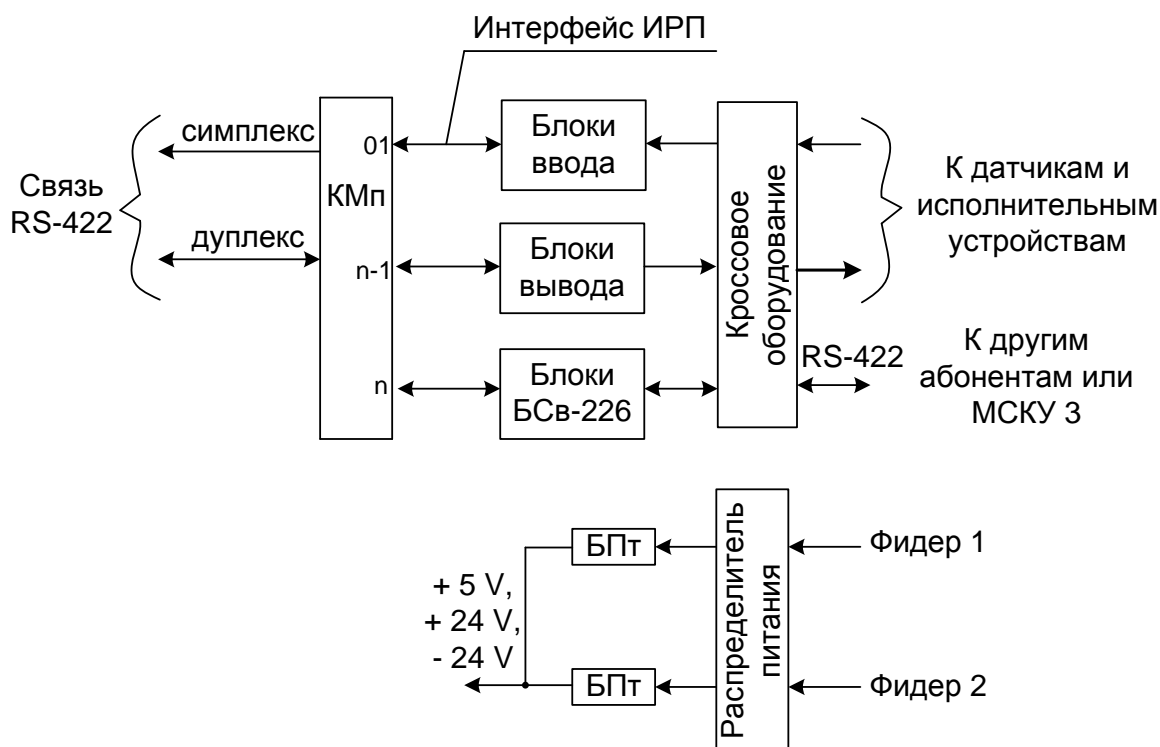 Интерфейс ИРП
симплекс
01
Блоки
ввода
Связь
RS-422
КМп
К датчикам и
исполнительным
устройствам
дуплекс
n-1
Блоки
вывода
Кроссовое
оборудование
n
Блоки
БСв-226
RS-422
К другим
абонентам или
МСКУ 3
БПт
Распределитель
питания
Фидер 1
+ 5 V,
+ 24 V,
- 24 V
БПт
Фидер 2